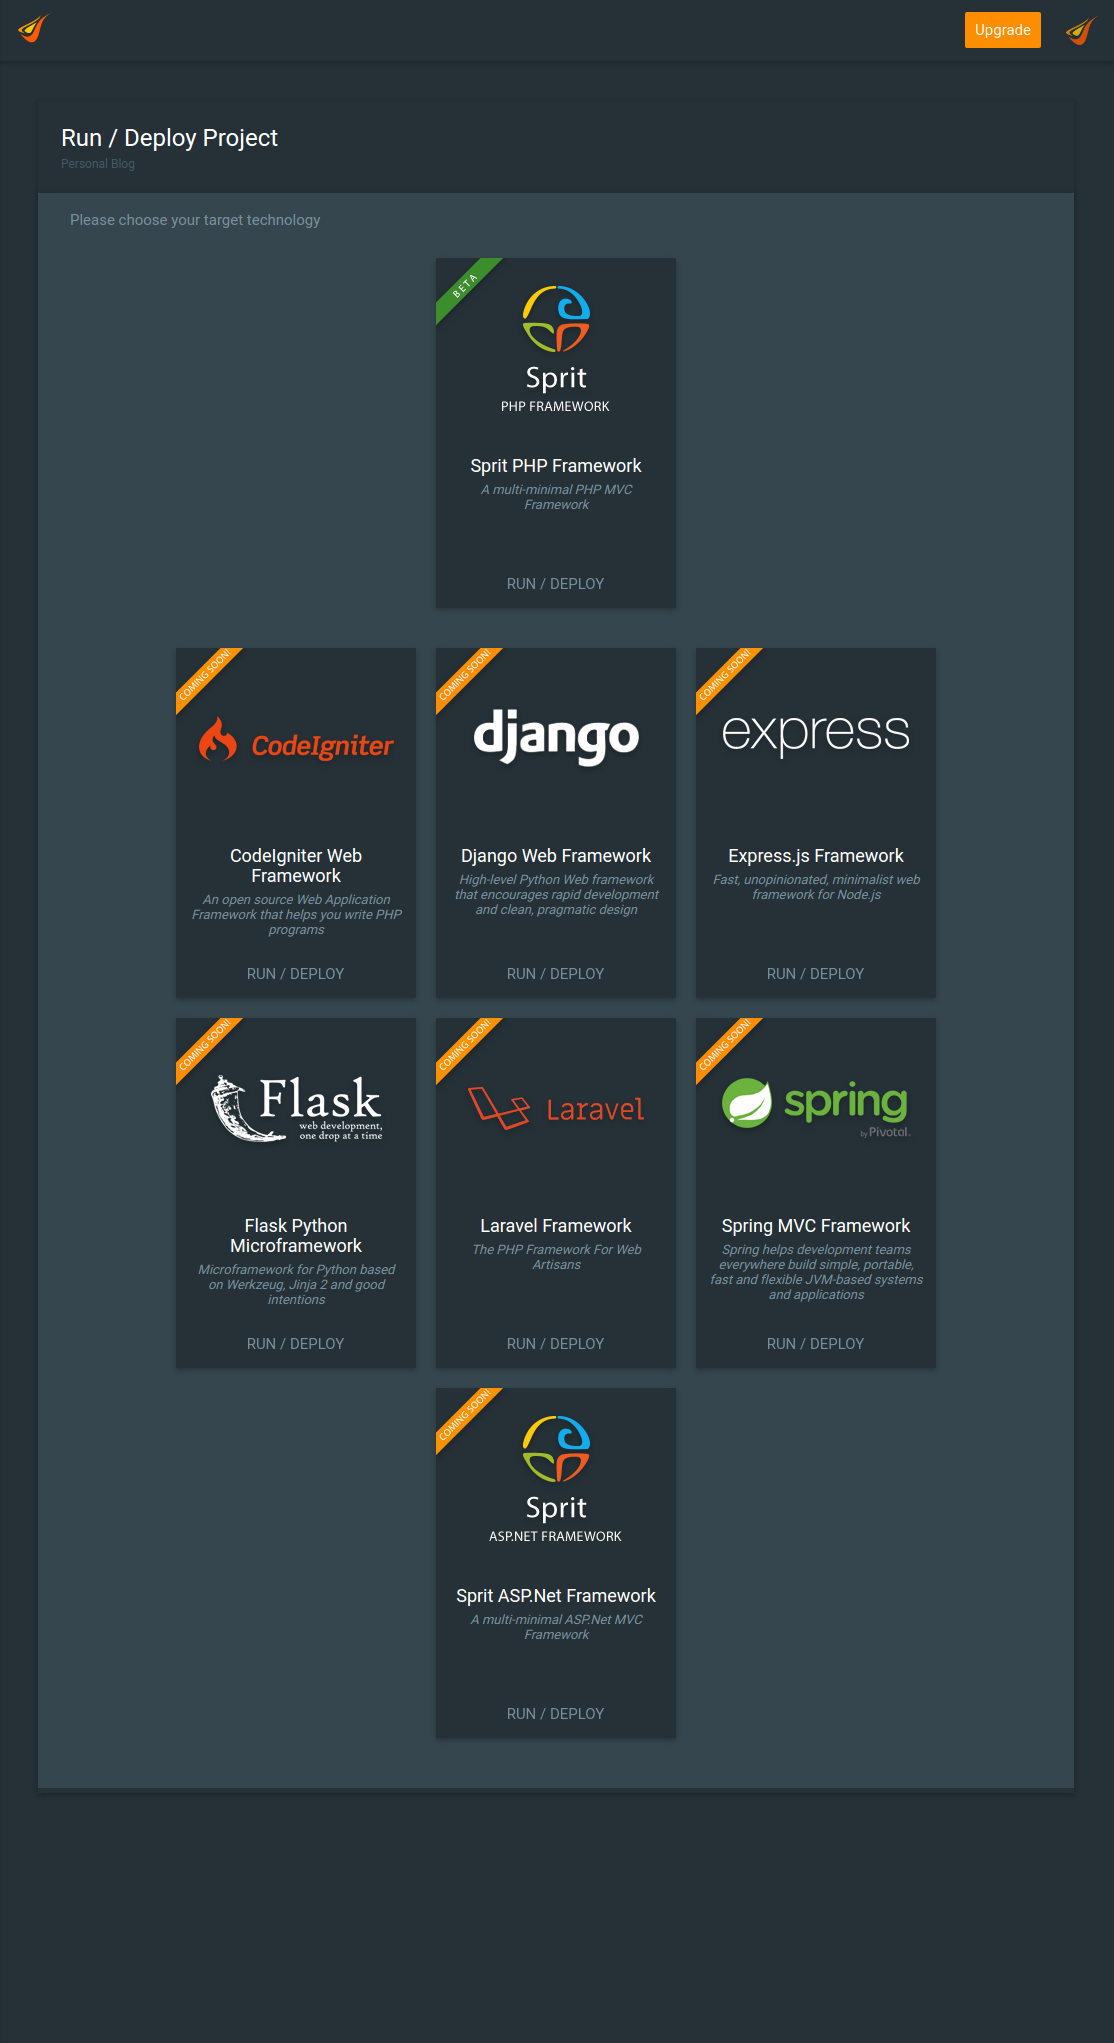 Upgrade
Run / Deploy Project
Personal Blog
Please choose your target technology
BETA
Sprit
PHP FRAMEWORK
Sprit PHP Framework
A multi-minimal PHP MVC
Framework
RUN / DEPLOY
COMING SOON!
CodeIgniter
CodeIgniter Web
Framework
An open source Web Application
Framework that helps you write PHP
programs
RUN / DEPLOY
COMING SOON!
django
Django Web Framework
High-level Python Web framework
that encourages rapid development
and clean, pragmatic design
RUN / DEPLOY
COMING SOON!
express
Express.js Framework
Fast, unopinionated, minimalist web
framework for Node.js
RUN / DEPLOY
COMING SOON!
Flask
web development,
one drop at a time
Flask Python
Microframework
Microframework for Python based
on Werkzeug, Jinja 2 and good
intentions
RUN / DEPLOY
COMING SOON!
Laravel
Laravel Framework
The PHP Framework For Web
Artisans
RUN / DEPLOY
COMING SOON!
spring
by Pivotal.
Spring MVC Framework
Spring helps development teams
everywhere build simple, portable,
fast and flexible JVM-based systems
and applications
RUN / DEPLOY
COMING SOON!
Sprit
ASP.NET FRAMEWORK
Sprit ASP.Net Framework
A multi-minimal ASP.Net MVC
Framework
RUN / DEPLOY